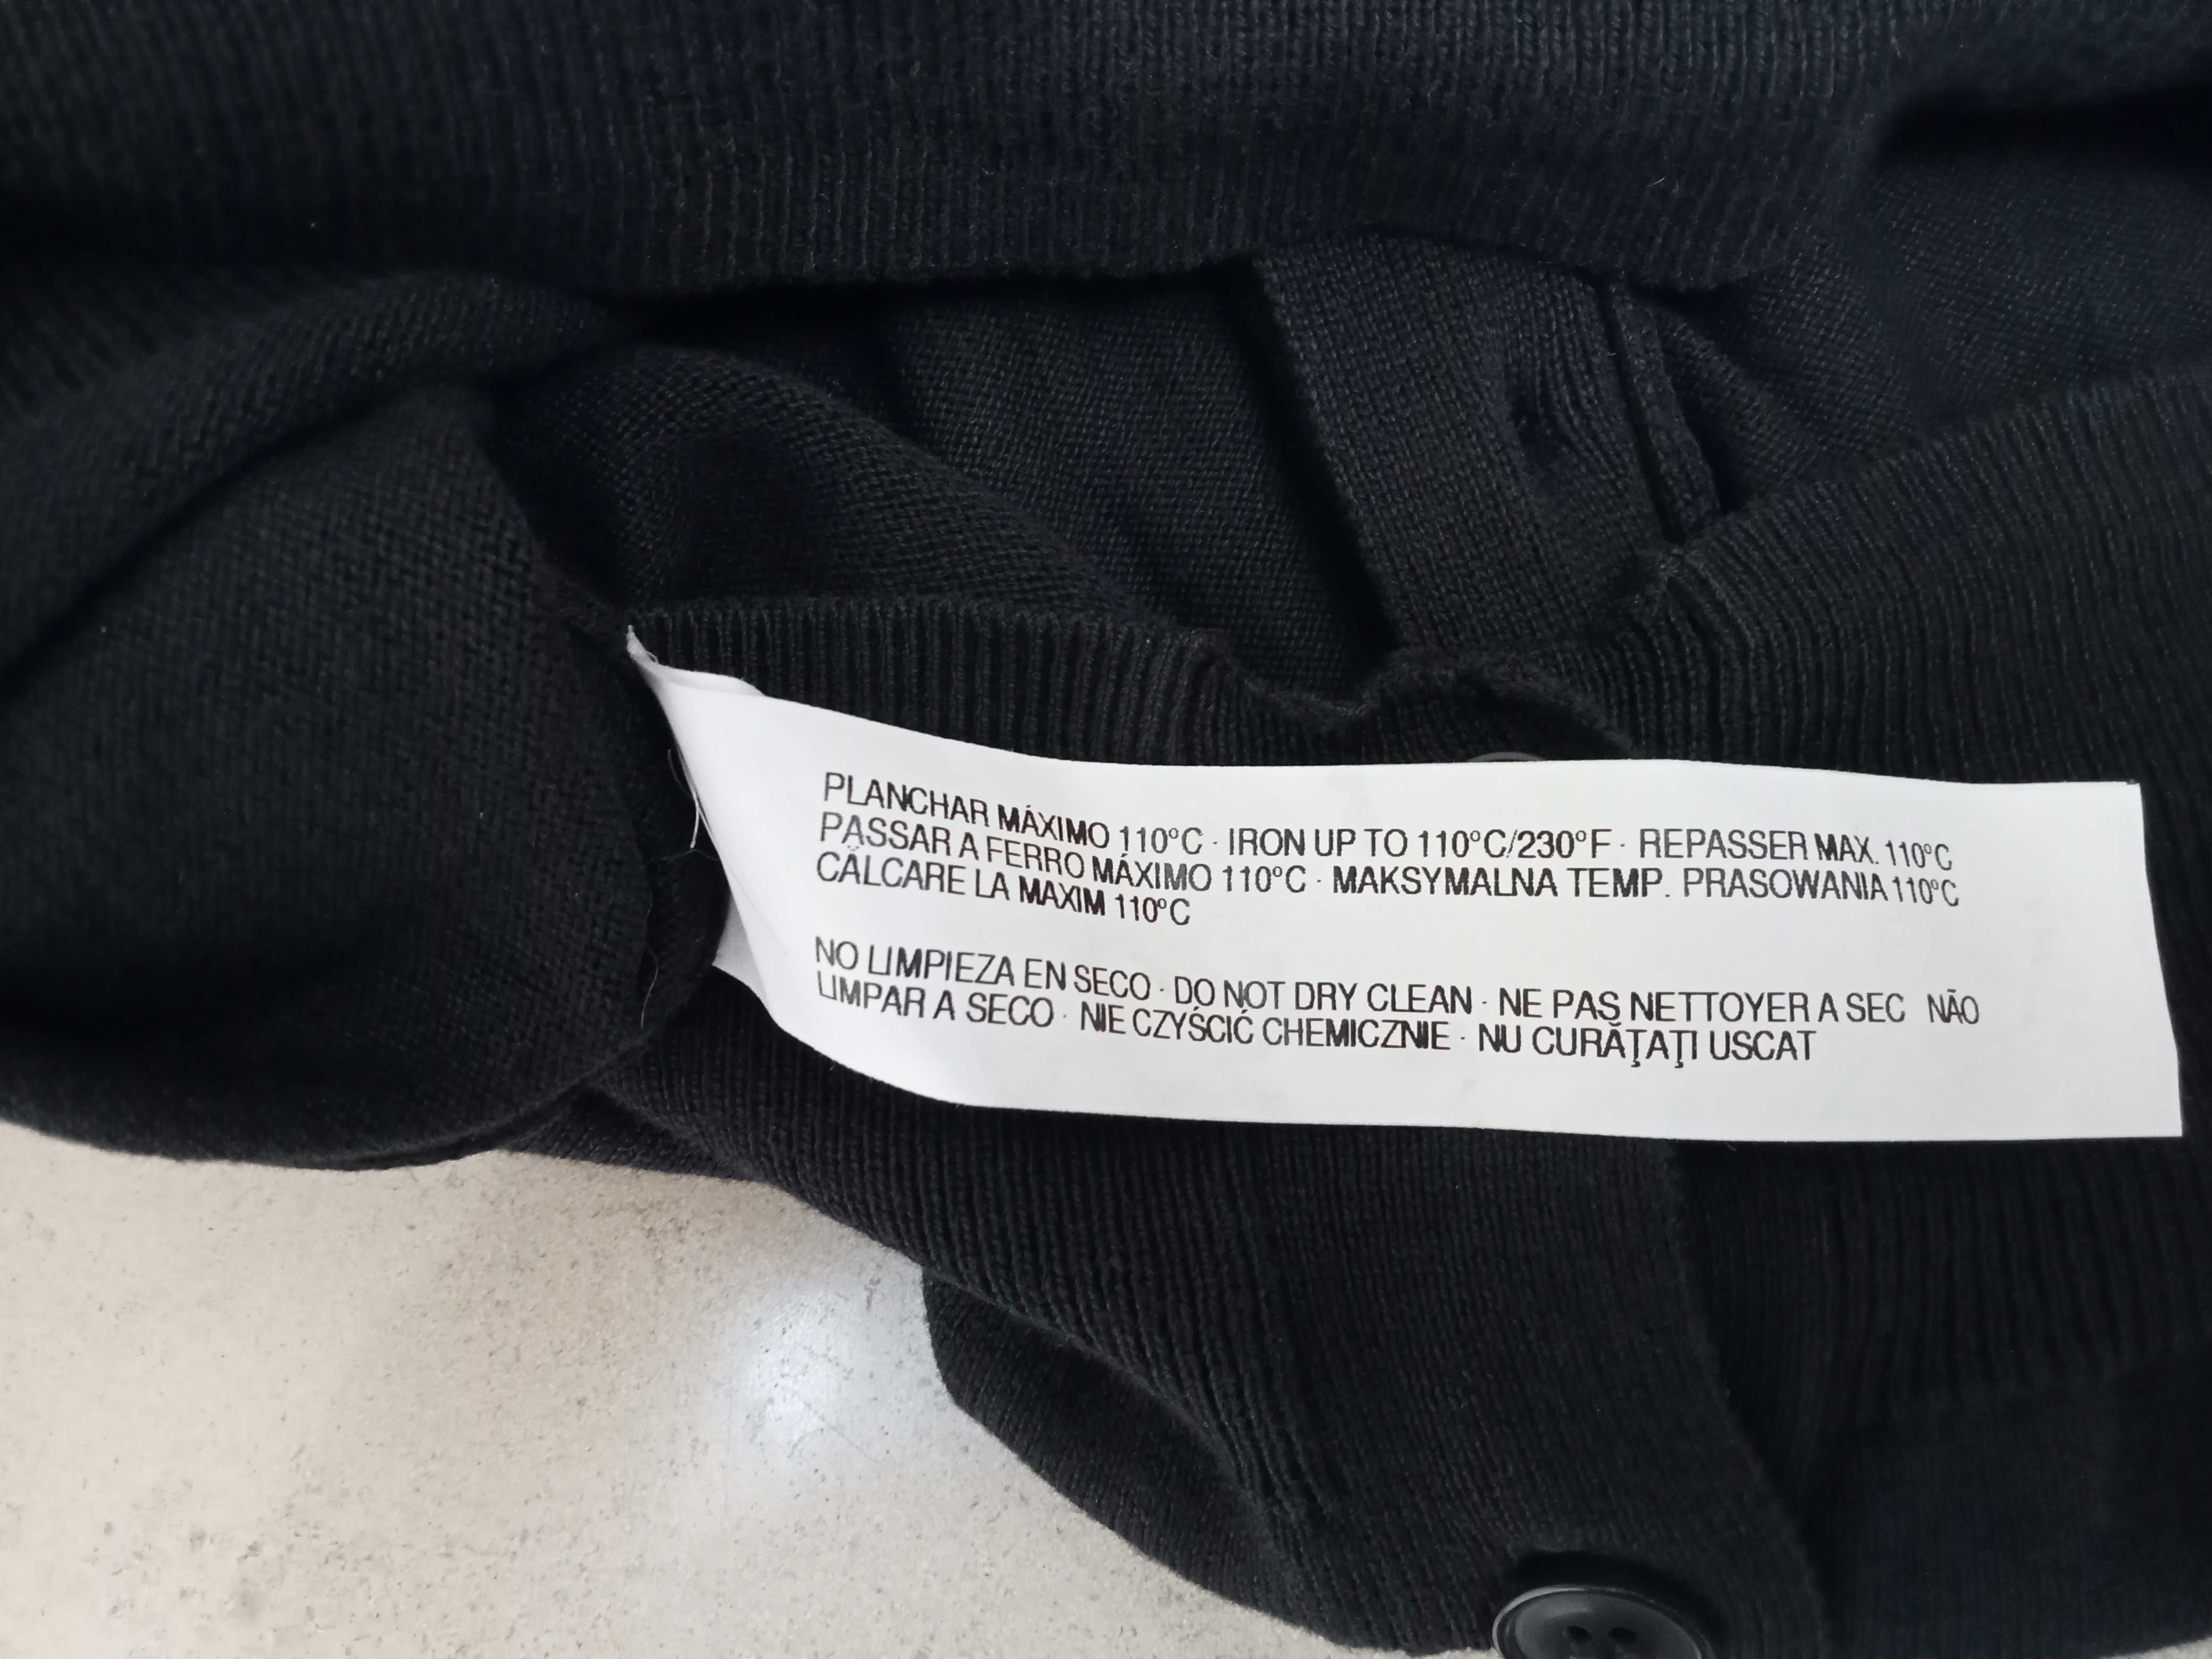 PLANCHAR MÁXIMO 110°C · IRON UP TO 110°C/230°F · REPASSER MAX. 110°C
PASSAR A FERRO MÁXIMO 110°C · MAKSYMALNA TEMP. PRASOWANIA 110°C
CĂLCARE LA MAXIM 110°C
NO LIMPIEZA EN SECO · DO NOT DRY CLEAN · NE PAS NETTOYER A SEC NÃO
LIMPAR A SECO · NIE CZYŚCIĆ CHEMICZNIE · NU CURĂŢAŢI USCAT